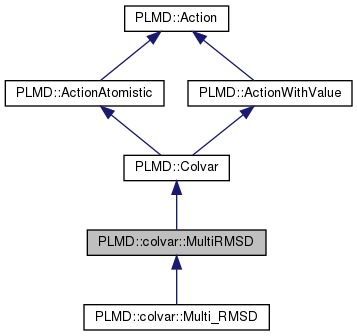 PLMD::Action
PLMD::ActionAtomistic
PLMD::ActionWithValue
PLMD::Colvar
PLMD::colvar::MultiRMSD
PLMD::colvar::Multi_RMSD